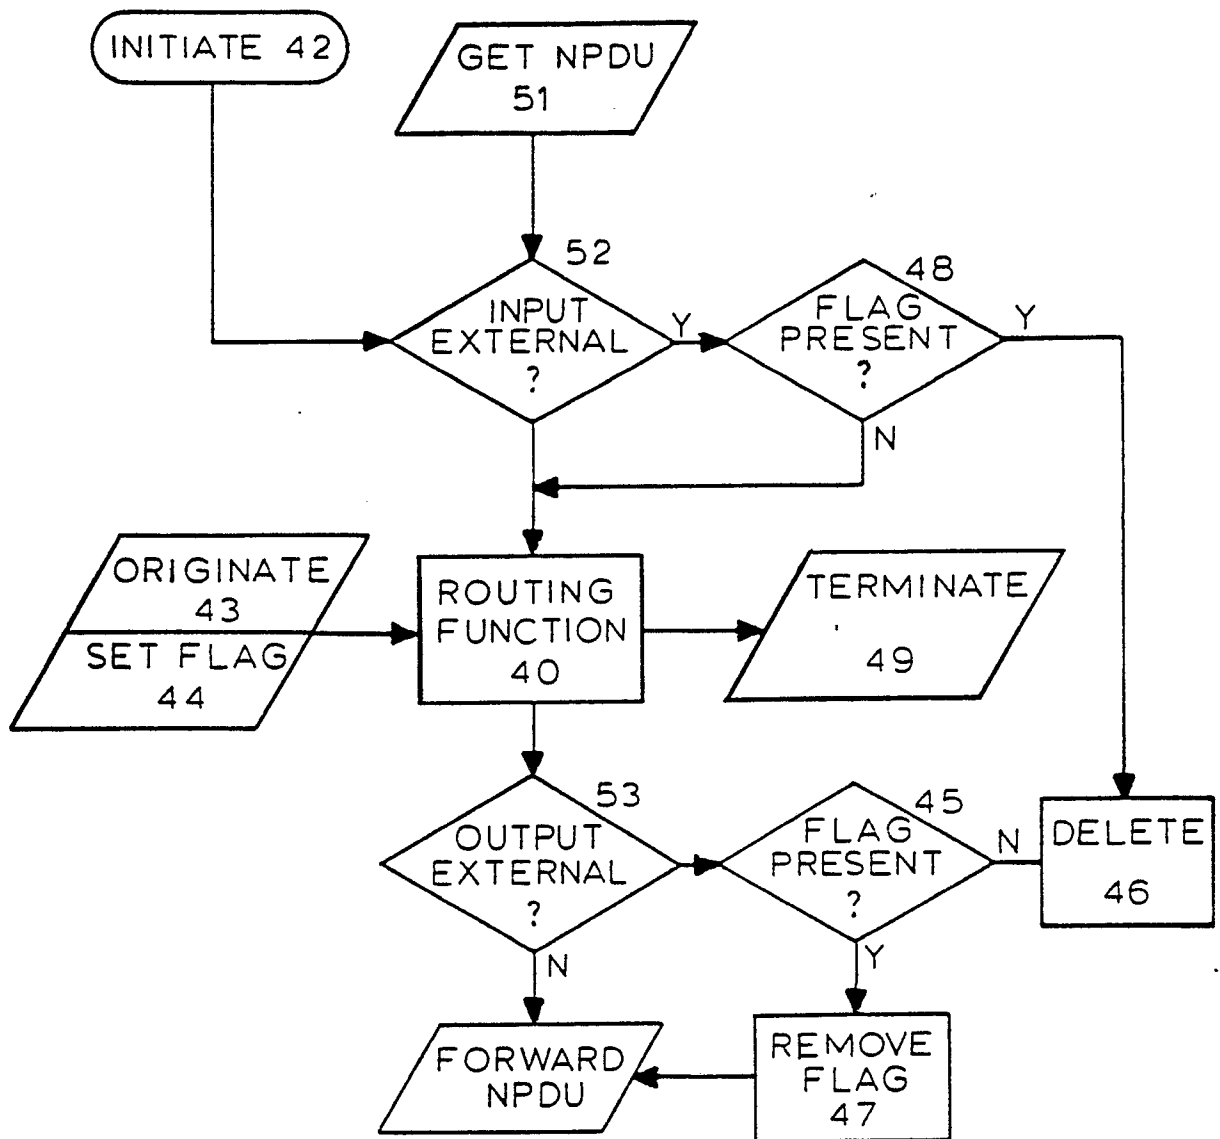 INITIATE 42
GET NPDU
51
52
INPUT
EXTERNAL
?
Y
48
FLAG
PRESENT
?
Y
N
ORIGINATE
43
SET FLAG
44
ROUTING
FUNCTION
40
TERMINATE
49
53
OUTPUT
EXTERNAL
?
N
45
FLAG
PRESENT
?
N
Y
DELETE
46
FORWARD
NPDU
REMOVE
FLAG
47